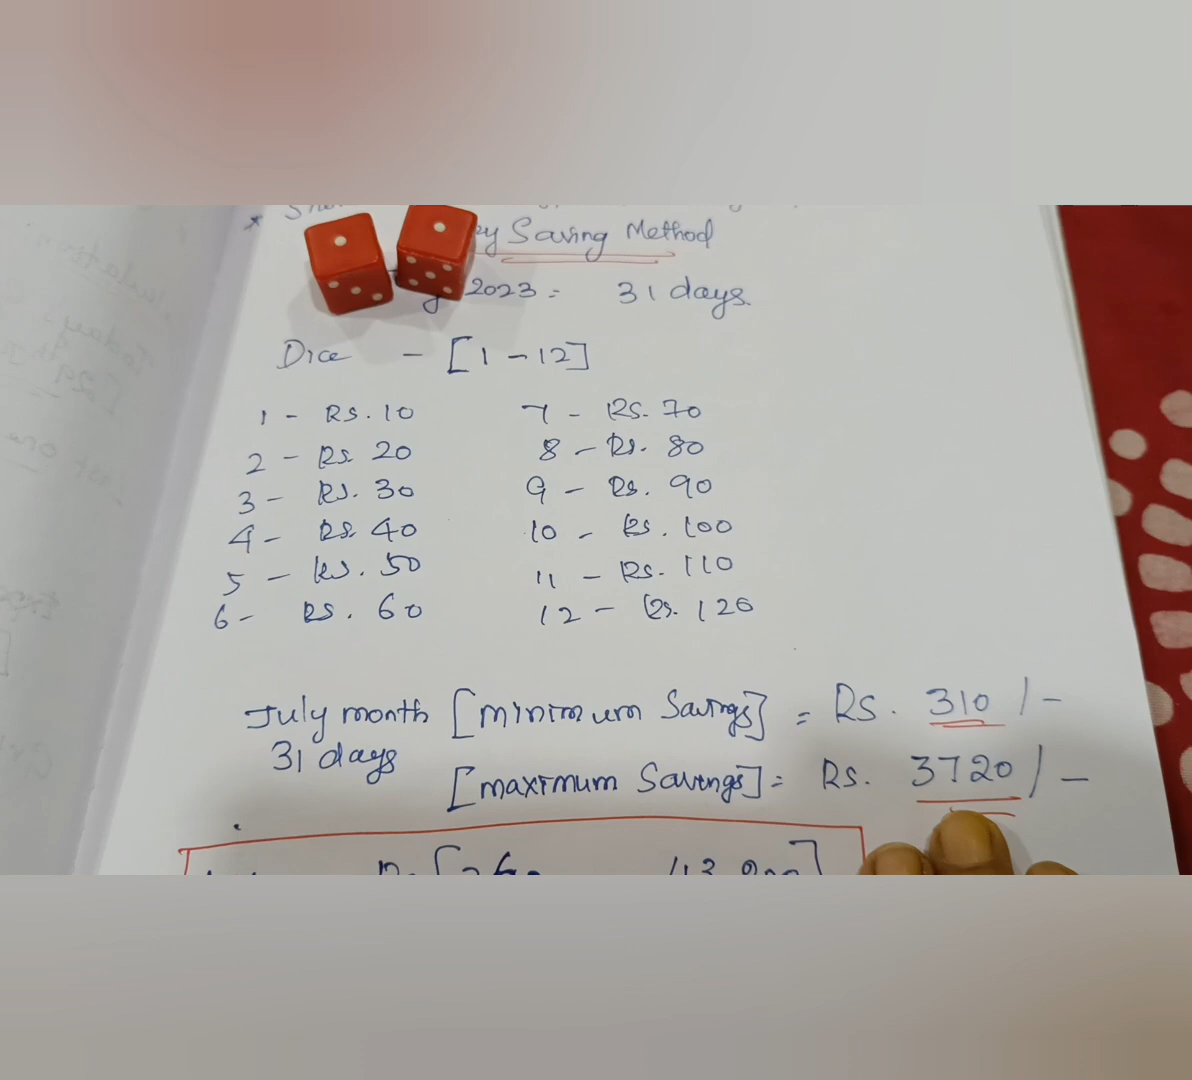 Saving Method
2023 = 31 days.
Dice - [1-12]
1 - Rs. 10 7 - Rs. 70
2 - Rs. 20 8 - Rs. 80
3 - Rs. 30 9 - Rs. 90
4 - Rs. 40 10 - Rs. 100
5 - Rs. 50 11 - Rs. 110
6 - Rs. 60 12 - Rs. 120
July month [minimum Savings] = Rs. 310/-
31 days
[maximum Savings] = Rs. 3720/-